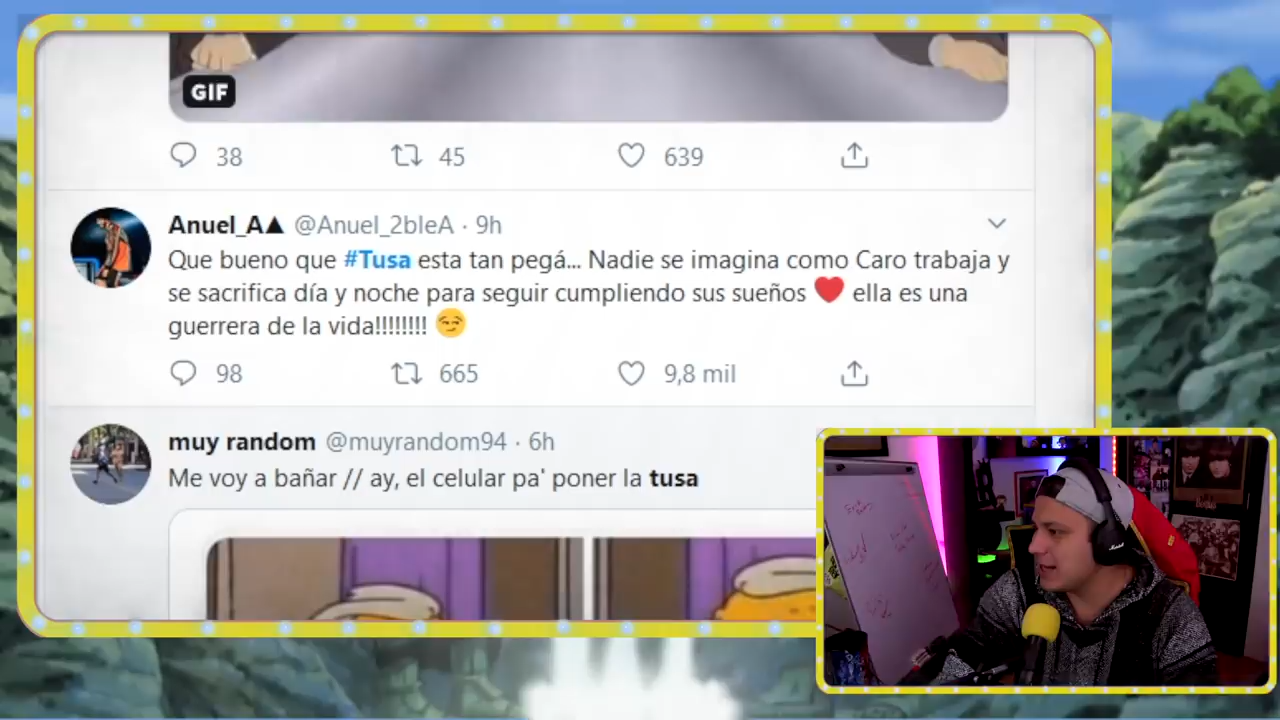 GIF
38 45 639
Anuel_A▲ @Anuel_2bleA · 9h
Que bueno que #Tusa esta tan pegá... Nadie se imagina como Caro trabaja y
se sacrifica día y noche para seguir cumpliendo sus sueños ❤️ ella es una
guerrera de la vida!!!!!!!! 😏
98 665 9,8 mil
muy random @muyrandom94 · 6h
Me voy a bañar // ay, el celular pa' poner la tusa